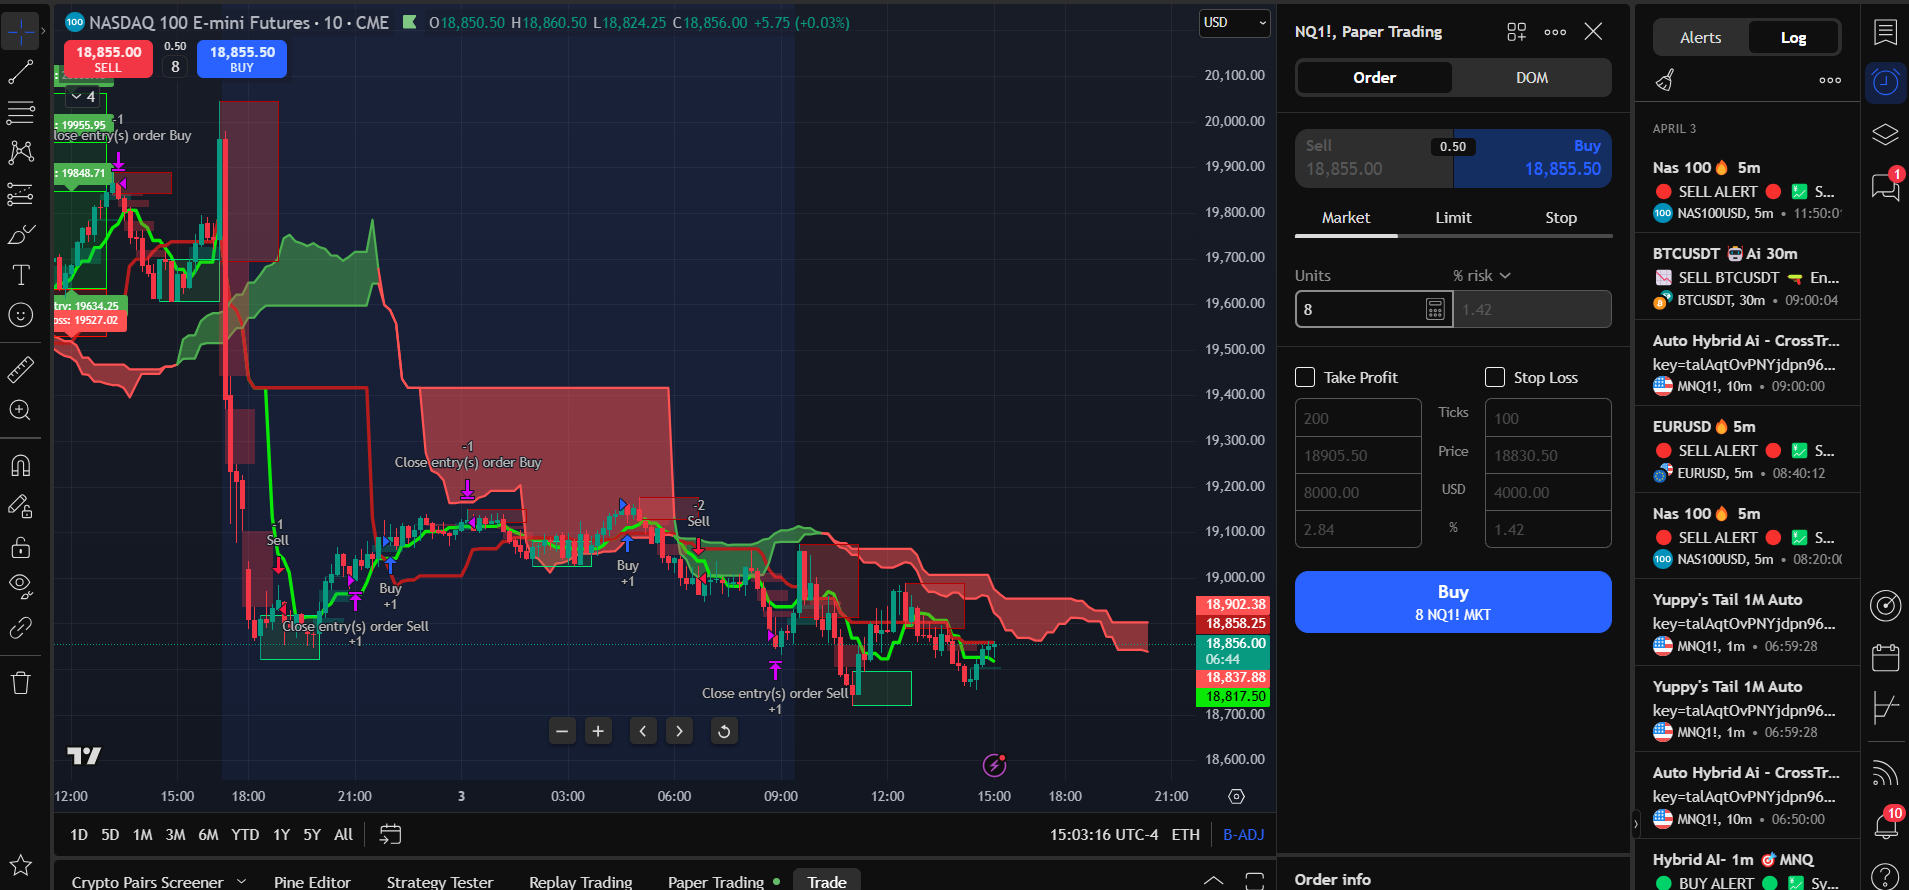 NASDAQ 100 E-mini Futures · 10 · CME
O18,850.50 H18,860.50 L18,824.25 C18,856.00 +5.75 (+0.03%)
18,855.00
SELL
0.50
8
18,855.50
BUY
4
: 19955.95
-1
Close entry(s) order Buy
: 19848.71
try: 19634.25
oss: 19527.02
-1
Sell
-1
Close entry(s) order Buy
Buy
+1
Close entry(s) order Sell
+1
Buy
+1
-2
Sell
Close entry(s) order Sell
+1
USD
20,100.00
20,000.00
19,900.00
19,800.00
19,700.00
19,600.00
19,500.00
19,400.00
19,300.00
19,200.00
19,100.00
19,000.00
18,902.38
18,858.25
18,856.00
06:44
18,837.88
18,817.50
18,700.00
18,600.00
12:00 15:00 18:00 21:00 3 03:00 06:00 09:00 12:00 15:00 18:00 21:00
1D 5D 1M 3M 6M YTD 1Y 5Y All
15:03:16 UTC-4 ETH B-ADJ
Crypto Pairs Screener Pine Editor Strategy Tester Replay Trading Paper Trading Trade
NQ1!, Paper Trading
Order DOM
Sell
18,855.00
0.50
Buy
18,855.50
Market Limit Stop
Units % risk
8 1.42
Take Profit Stop Loss
200 Ticks 100
18905.50 Price 18830.50
8000.00 USD 4000.00
2.84 % 1.42
Buy
8 NQ1! MKT
Order info
Alerts Log
APRIL 3
Nas 100🔥 5m
🔴 SELL ALERT 🔴 💹 S...
100 NAS100USD, 5m • 11:50:01
BTCUSDT 🤖Ai 30m
SELL BTCUSDT 🔫 En...
BTCUSDT, 30m • 09:00:04
Auto Hybrid Ai - CrossTr...
key=talAqtOvPNYjdpn96...
MNQ1!, 10m • 09:00:00
EURUSD🔥 5m
🔴 SELL ALERT 🔴 💹 S...
EURUSD, 5m • 08:40:12
Nas 100🔥 5m
🔴 SELL ALERT 🔴 💹 S...
100 NAS100USD, 5m • 08:20:00
Yuppy's Tail 1M Auto
key=talAqtOvPNYjdpn96...
MNQ1!, 1m • 06:59:28
Yuppy's Tail 1M Auto
key=talAqtOvPNYjdpn96...
MNQ1!, 1m • 06:59:28
Auto Hybrid Ai - CrossTr...
key=talAqtOvPNYjdpn96...
MNQ1!, 10m • 06:50:00
Hybrid AI- 1m 🎯MNQ
🟢 BUY ALERT 🟢 💹 Sy...
1
10